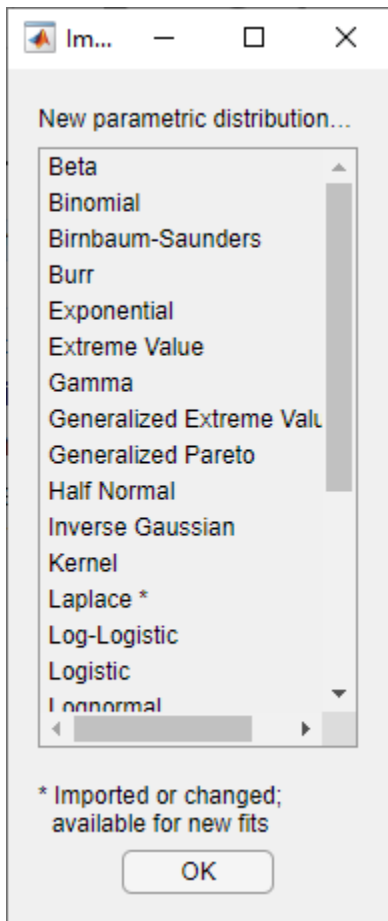 Im...
New parametric distribution...
Beta
Binomial
Birnbaum-Saunders
Burr
Exponential
Extreme Value
Gamma
Generalized Extreme Valu
Generalized Pareto
Half Normal
Inverse Gaussian
Kernel
Laplace *
Log-Logistic
Logistic
Lognormal
* Imported or changed;
available for new fits
OK